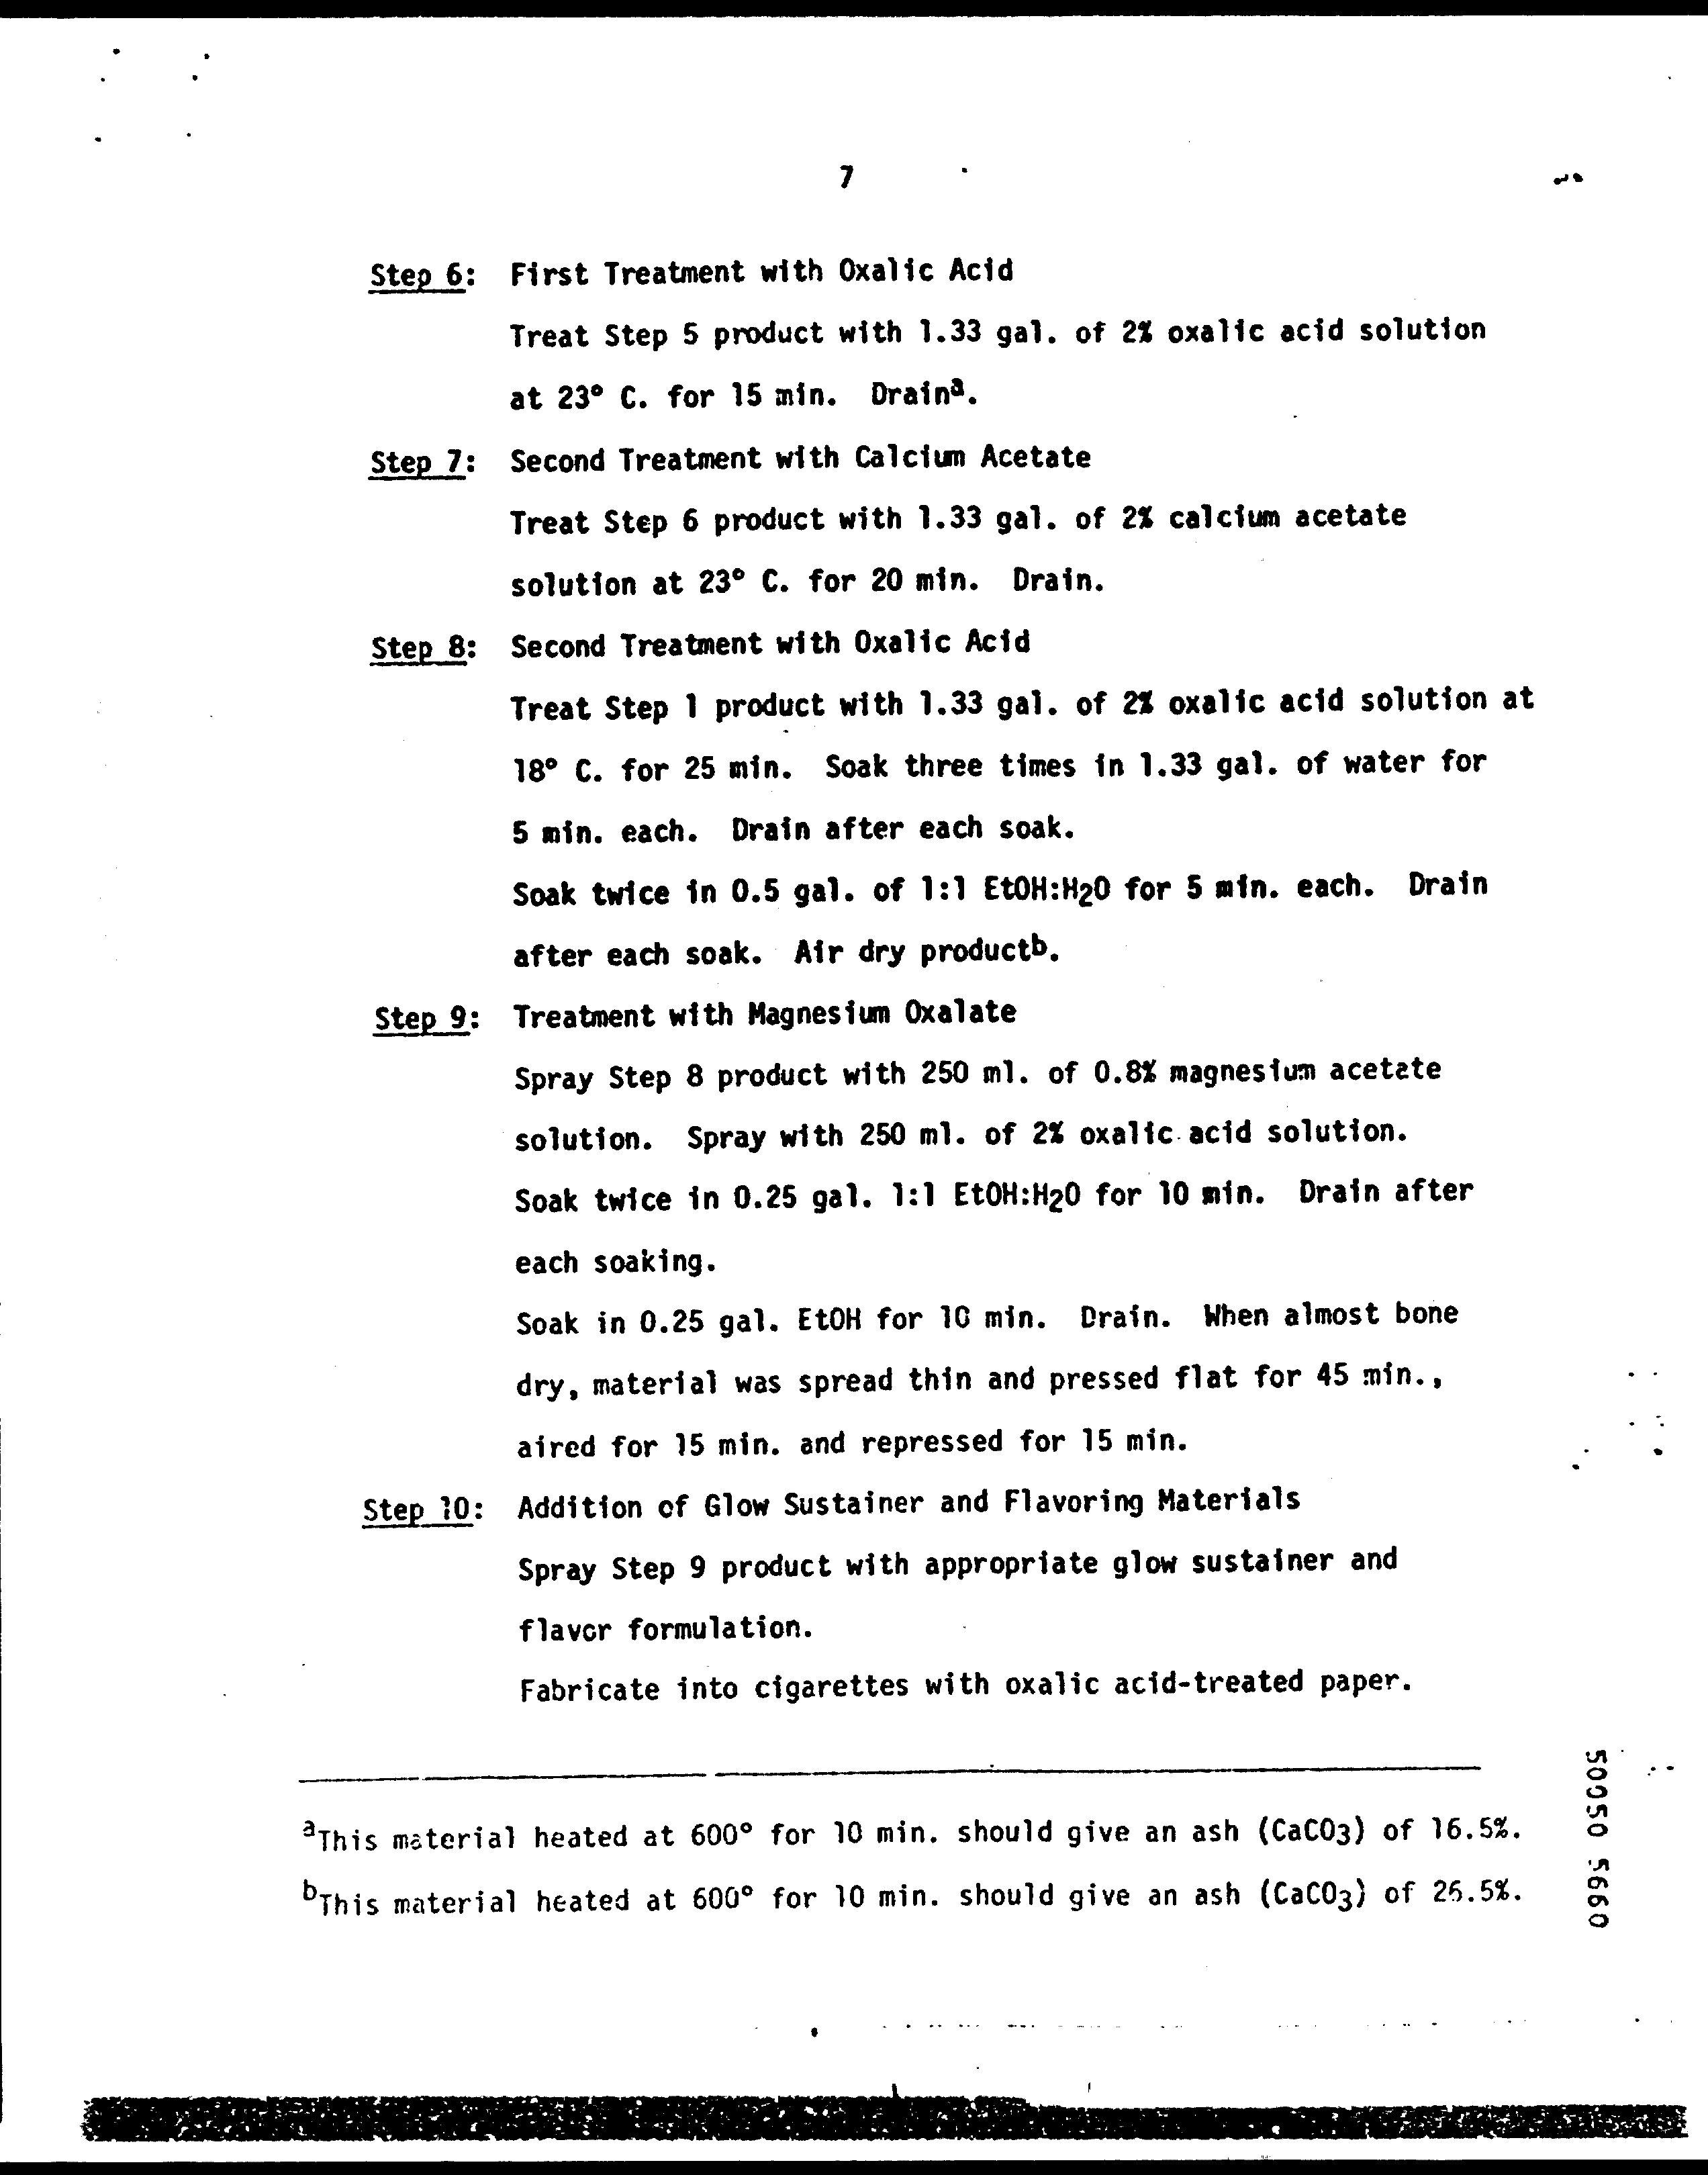 7
Step 6: First Treatment with Oxalic Acid
Treat Step 5 product with 1.33 gal. of 2% oxalic acid solution
at 23° C. for 15 min. Drainᵃ.
Step 7: Second Treatment with Calcium Acetate
Treat Step 6 product with 1.33 gal. of 2% calcium acetate
solution at 23° C. for 20 min. Drain.
Step 8: Second Treatment with Oxalic Acid
Treat Step 1 product with 1.33 gal. of 2% oxalic acid solution at
18° C. for 25 min. Soak three times in 1.33 gal. of water for
5 min. each. Drain after each soak.
Soak twice in 0.5 gal. of 1:1 EtOH:H₂O for 5 min. each. Drain
after each soak. Air dry productᵇ.
Step 9: Treatment with Magnesium Oxalate
Spray Step 8 product with 250 ml. of 0.8% magnesium acetate
solution. Spray with 250 ml. of 2% oxalic acid solution.
Soak twice in 0.25 gal. 1:1 EtOH:H₂O for 10 min. Drain after
each soaking.
Soak in 0.25 gal. EtOH for 10 min. Drain. When almost bone
dry, material was spread thin and pressed flat for 45 min.,
aired for 15 min. and repressed for 15 min.
Step 10: Addition of Glow Sustainer and Flavoring Materials
Spray Step 9 product with appropriate glow sustainer and
flavor formulation.
Fabricate into cigarettes with oxalic acid-treated paper.
ᵃThis material heated at 600° for 10 min. should give an ash (CaCO₃) of 16.5%.
ᵇThis material heated at 600° for 10 min. should give an ash (CaCO₃) of 26.5%.
50050 5660